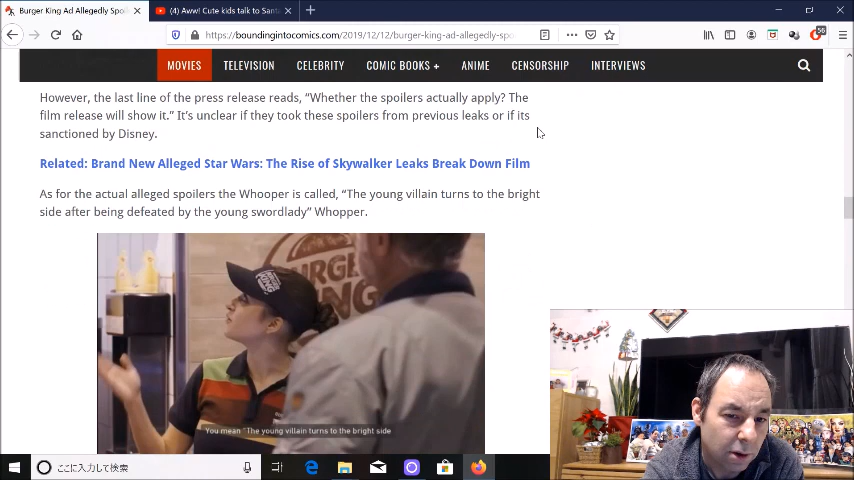 Burger King Ad Allegedly Spoi
(4) Aww! Cute kids talk to Santa
https://boundingintocomics.com/2019/12/12/burger-king-ad-allegedly-spo
56
MOVIES TELEVISION CELEBRITY COMIC BOOKS + ANIME CENSORSHIP INTERVIEWS
However, the last line of the press release reads, “Whether the spoilers actually apply? The
film release will show it.” It’s unclear if they took these spoilers from previous leaks or if its
sanctioned by Disney.
Related: Brand New Alleged Star Wars: The Rise of Skywalker Leaks Break Down Film
As for the actual alleged spoilers the Whooper is called, “The young villain turns to the bright
side after being defeated by the young swordlady” Whopper.
BURGER
KING
You mean "The young villain turns to the bright side
ここに入力して検索